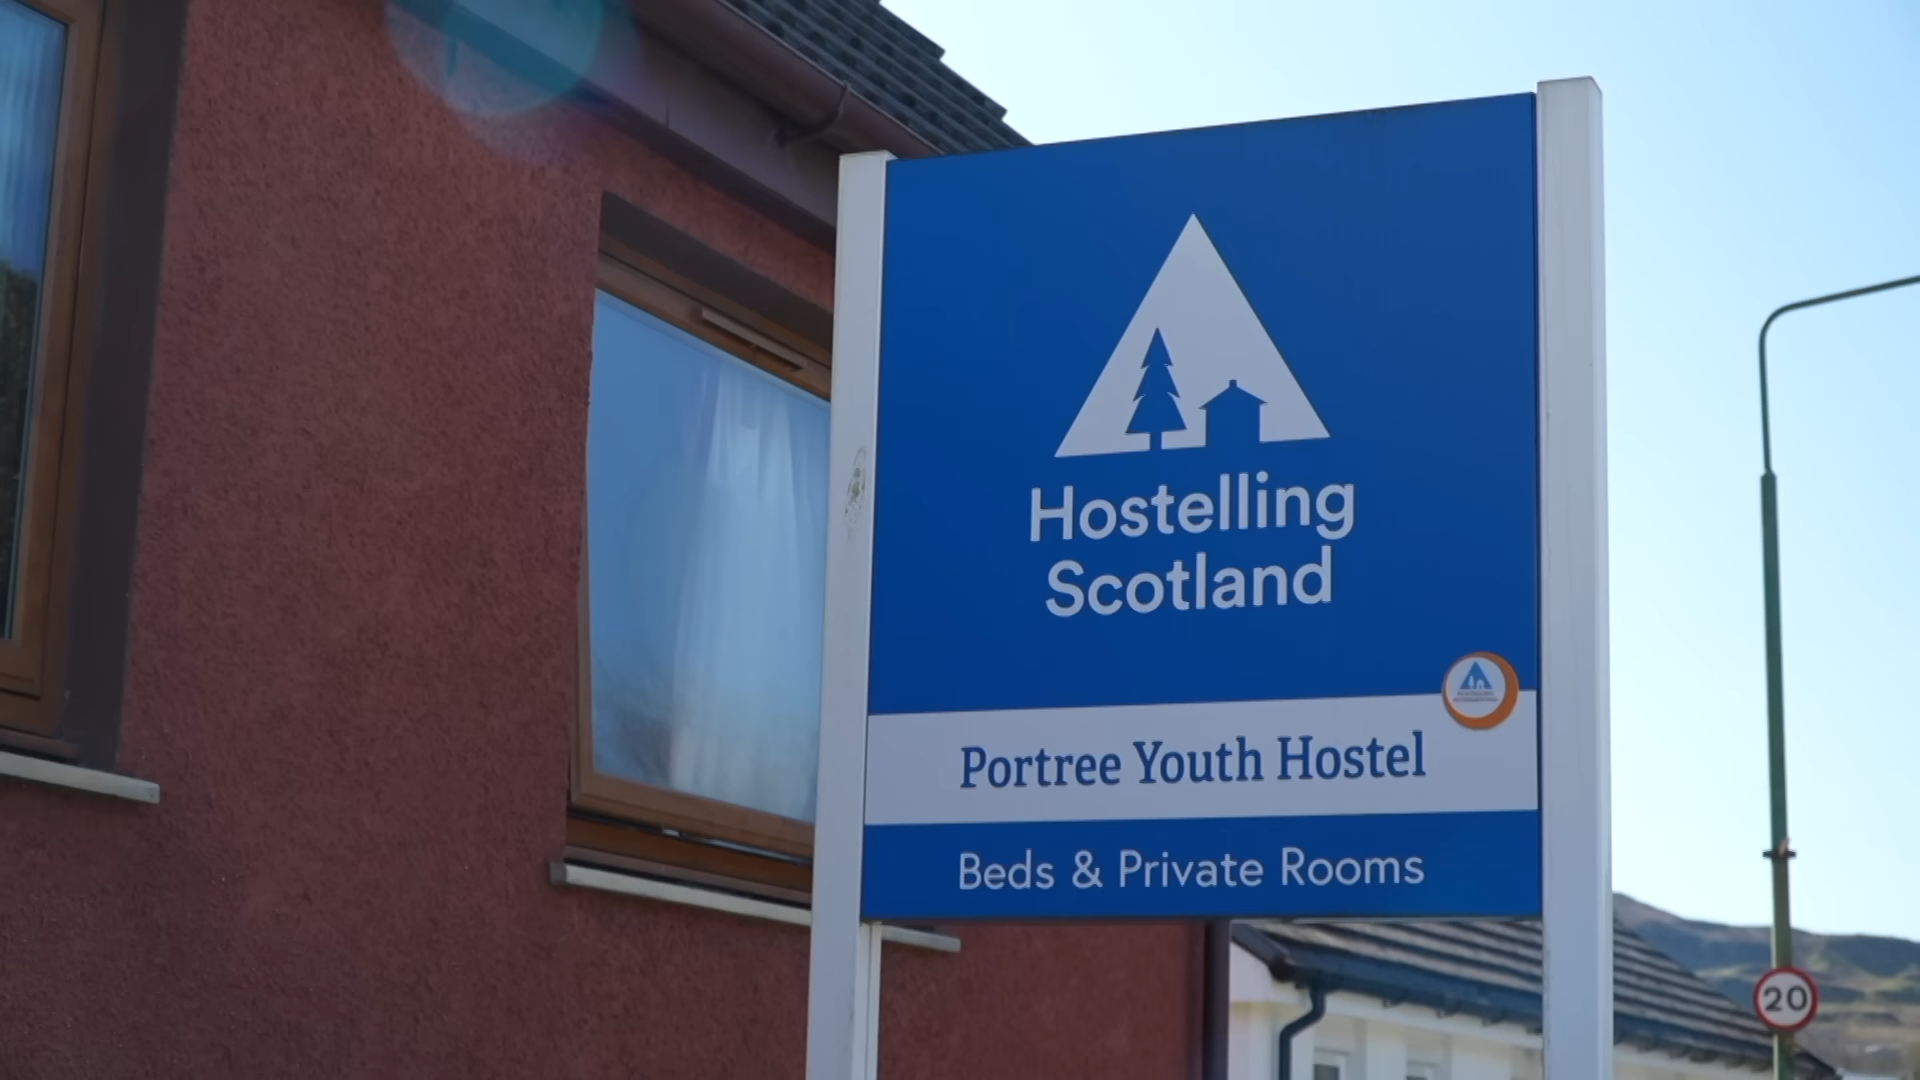 Hostelling
Scotland
Portree Youth Hostel
Beds & Private Rooms
20